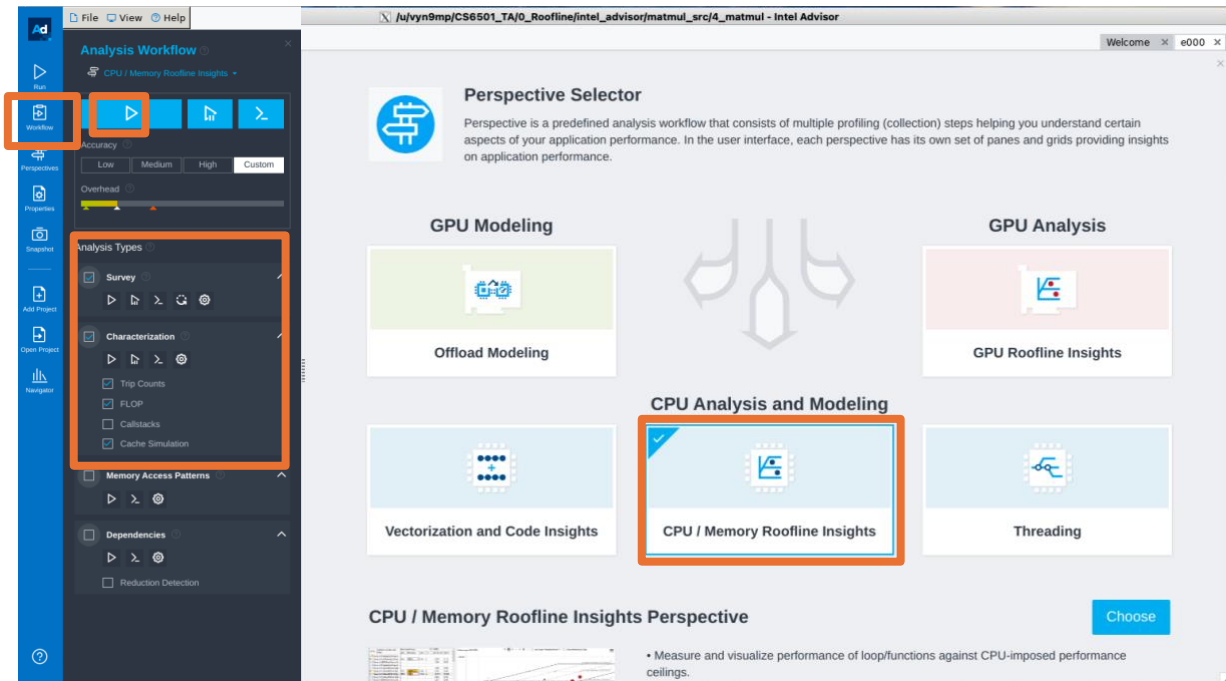 Ad
File View Help
/u/vyn9mp/CS6501_TA/0_Roofline/intel_advisor/matmul_src/4_matmul - Intel Advisor
Welcome × e000 ×
Run
Workflow
Perspectives
Properties
Snapshot
Add Project
Open Project
Navigator
Analysis Workflow
CPU / Memory Roofline Insights
Accuracy
Low Medium High Custom
Overhead
Analysis Types
Survey
Characterization
Trip Counts
FLOP
Callstacks
Cache Simulation
Memory Access Patterns
Dependencies
Reduction Detection
Perspective Selector
Perspective is a predefined analysis workflow that consists of multiple profiling (collection) steps helping you understand certain
aspects of your application performance. In the user interface, each perspective has its own set of panes and grids providing insights
on application performance.
GPU Modeling
GPU Analysis
Offload Modeling
GPU Roofline Insights
CPU Analysis and Modeling
Vectorization and Code Insights
CPU / Memory Roofline Insights
Threading
CPU / Memory Roofline Insights Perspective
Choose
• Measure and visualize performance of loop/functions against CPU-imposed performance
ceilings.